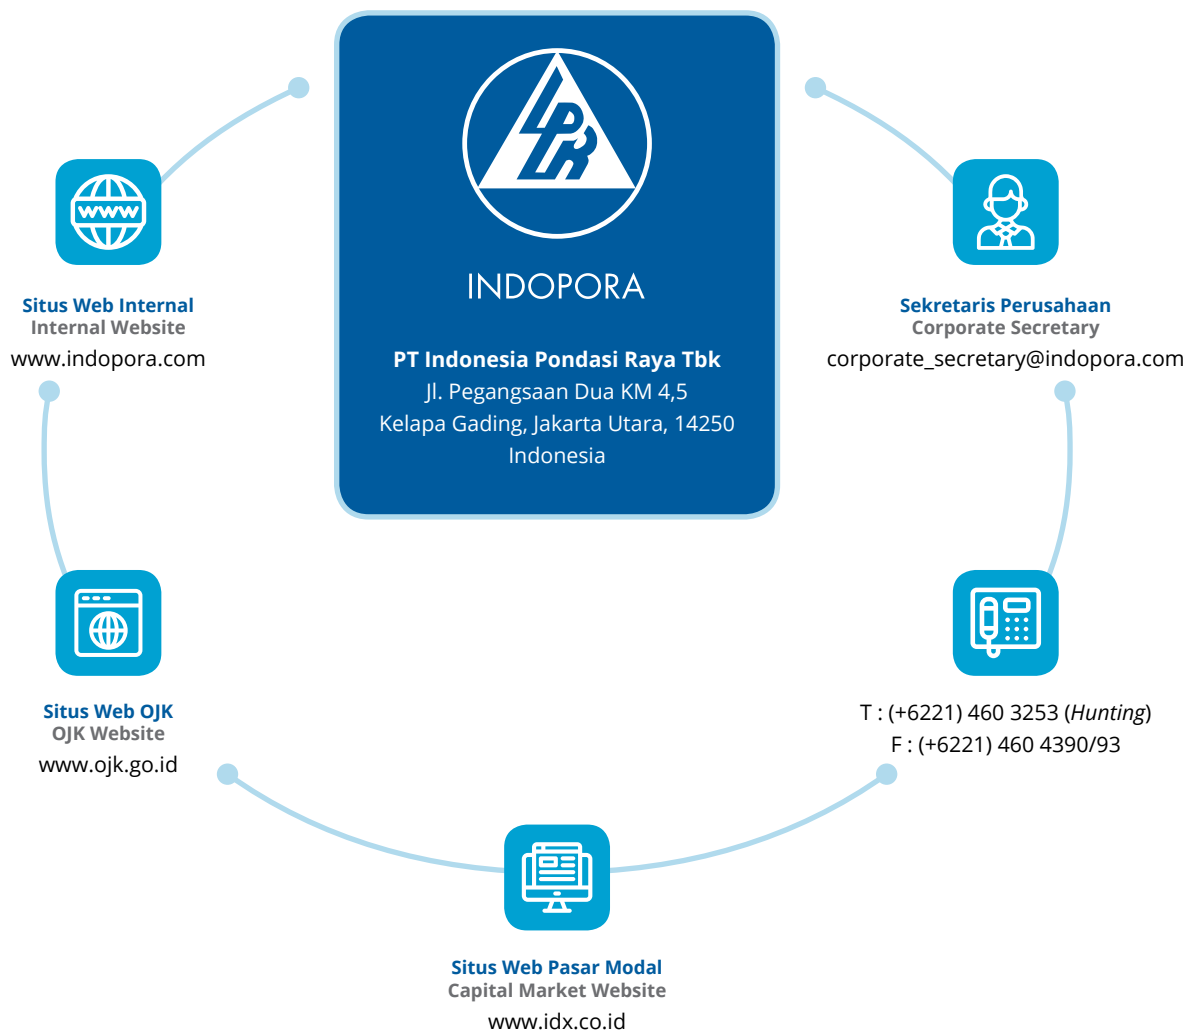 IPR
INDOPORA
PT Indonesia Pondasi Raya Tbk
Jl. Pegangsaan Dua KM 4,5
Kelapa Gading, Jakarta Utara, 14250
Indonesia
www
Situs Web Internal
Internal Website
www.indopora.com
Sekretaris Perusahaan
Corporate Secretary
corporate_secretary@indopora.com
Situs Web OJK
OJK Website
www.ojk.go.id
T : (+6221) 460 3253 (Hunting)
F : (+6221) 460 4390/93
Situs Web Pasar Modal
Capital Market Website
www.idx.co.id